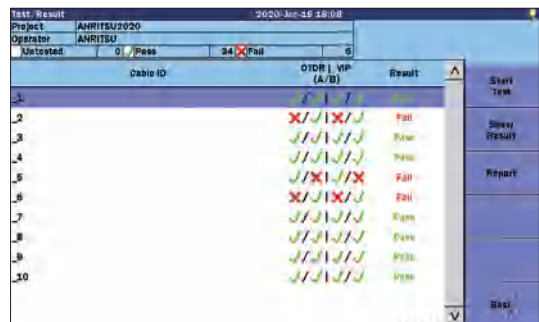 Test/Result 2020-Jun-15 16:08
Project ANRITSU2020
Operator ANRITSU
Untested 0 Pass 34 Fail 6
Cable ID OTDR | VIP (A/B) Result
Start Test
_1 ✓/✓ | ✓/✓ Pass
_2 X/✓ | X/✓ Fail
Show Result
_3 ✓/✓ | ✓/✓ Pass
_4 ✓/✓ | ✓/✓ Pass
_5 ✓/X | ✓/X Fail
Report
_6 X/✓ | X/✓ Fail
_7 ✓/✓ | ✓/✓ Pass
_8 ✓/✓ | ✓/✓ Pass
_9 ✓/✓ | ✓/✓ Pass
_10 ✓/✓ | ✓/✓ Pass